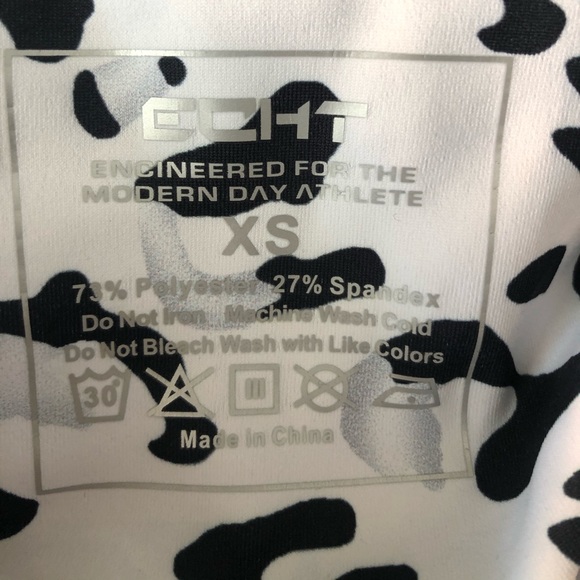 ECHT
ENGINEERED FOR THE
MODERN DAY ATHLETE
XS
73% Polyester 27% Spandex
Do Not Iron Machine Wash Cold
Do Not Bleach Wash with Like Colors
30°
Made in China